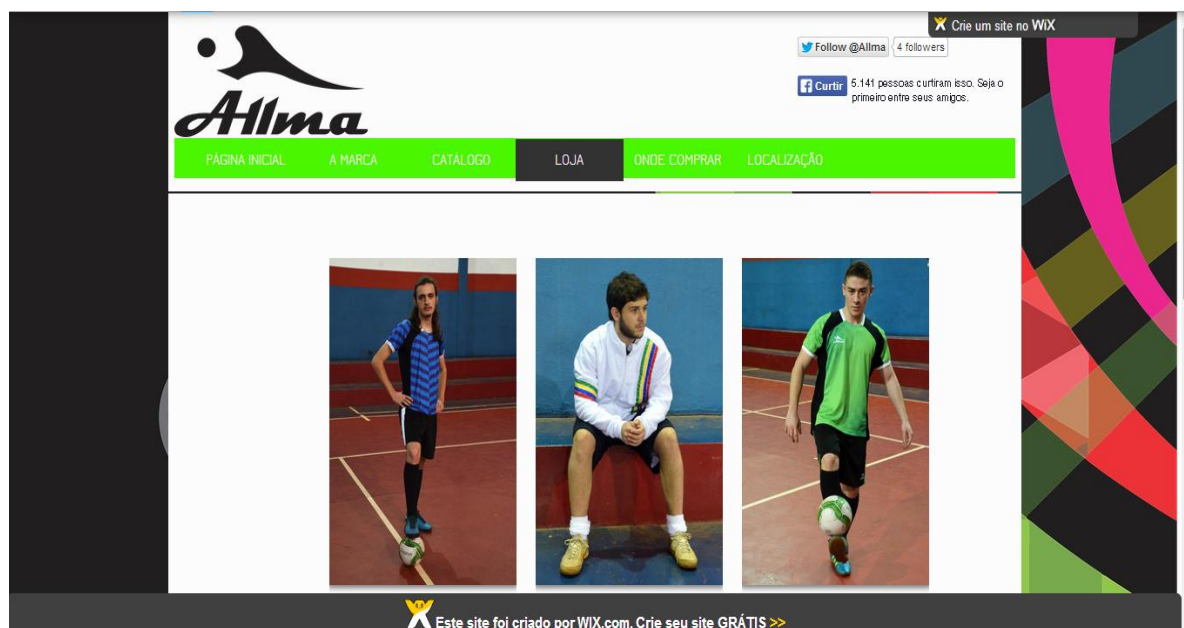 Crie um site no WiX
Follow @Allma
4 followers
Curtir
5.141 pessoas curtiram isso. Seja o
primeiro entre seus amigos.
Allma
PÁGINA INICIAL
A MARCA
CATÁLOGO
LOJA
ONDE COMPRAR
LOCALIZAÇÃO
Este site foi criado por WIX.com. Crie seu site GRÁTIS >>